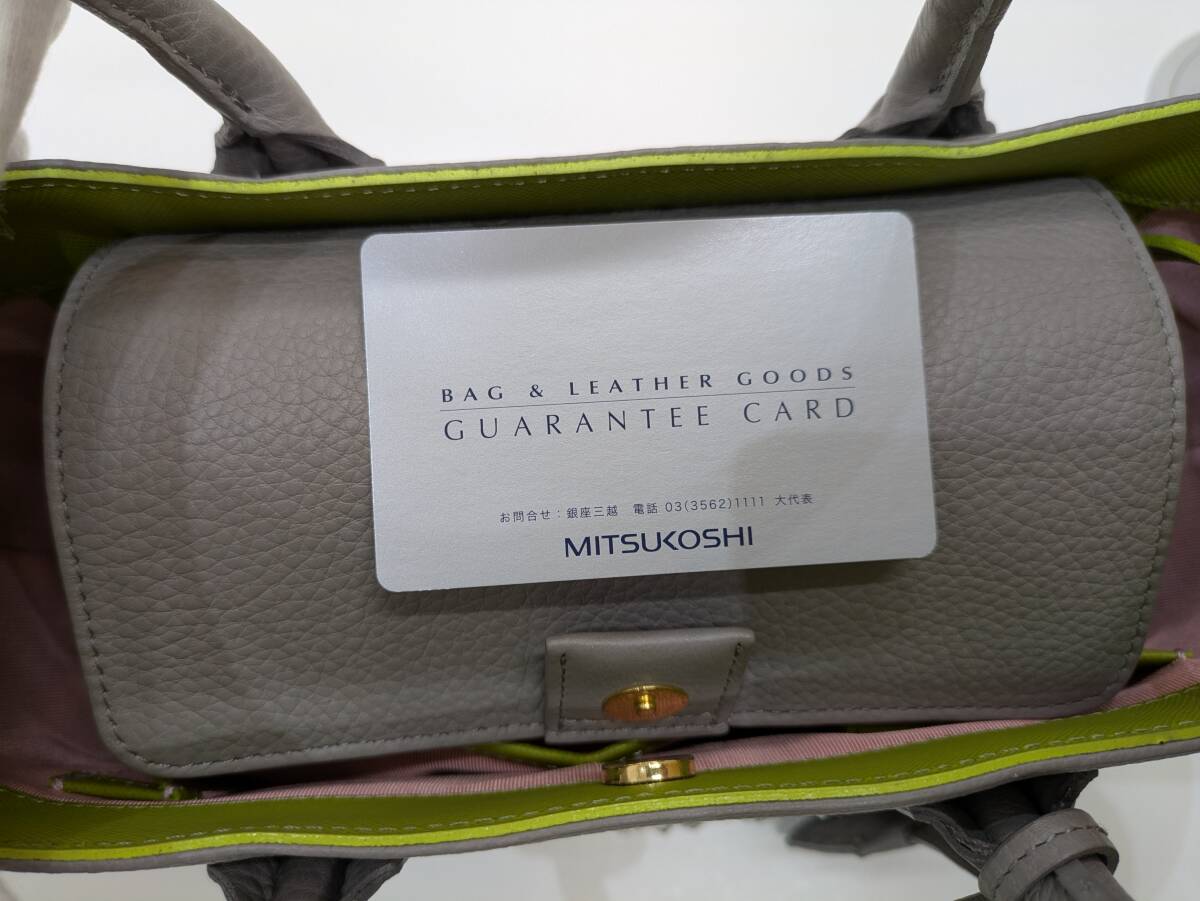 BAG & LEATHER GOODS
GUARANTEE CARD
お問合せ：銀座三越　電話 03(3562)1111 大代表
MITSUKOSHI